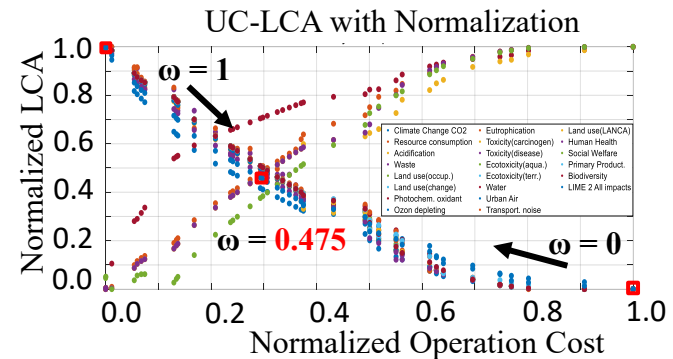 UC-LCA with Normalization
Normalized LCA
1.0
0.8
0.6
0.4
0.2
0.0
ω = 1
ω = 0.475
ω = 0
Climate Change CO2
Resource consumption
Acidification
Waste
Land use(occup.)
Land use(change)
Photochem. oxidant
Ozon depleting
Eutrophication
Toxicity(carcinogen)
Toxicity(disease)
Ecotoxicity(aqua.)
Ecotoxicity(terr.)
Water
Urban Air
Transport. noise
Land use(LANCA)
Human Health
Social Welfare
Primary Product.
Biodiversity
LIME 2 All impacts
0.0 0.2 0.4 0.6 0.8 1.0
Normalized Operation Cost